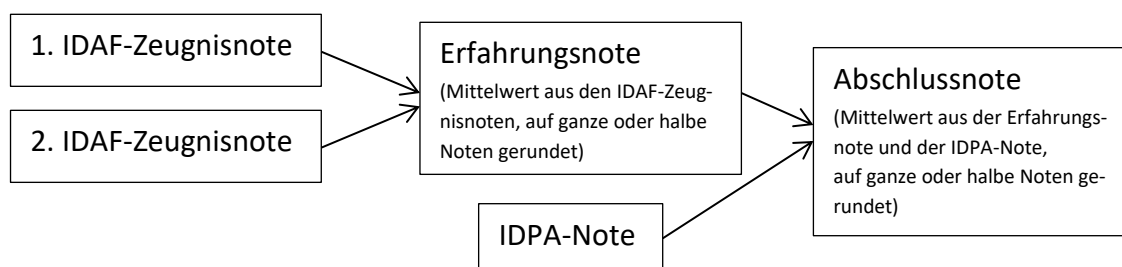 1. IDAF-Zeugnisnote
2. IDAF-Zeugnisnote
Erfahrungsnote
(Mittelwert aus den IDAF-Zeug-
nisnoten, auf ganze oder halbe
Noten gerundet)
IDPA-Note
Abschlussnote
(Mittelwert aus der Erfahrungs-
note und der IDPA-Note,
auf ganze oder halbe Noten ge-
rundet)